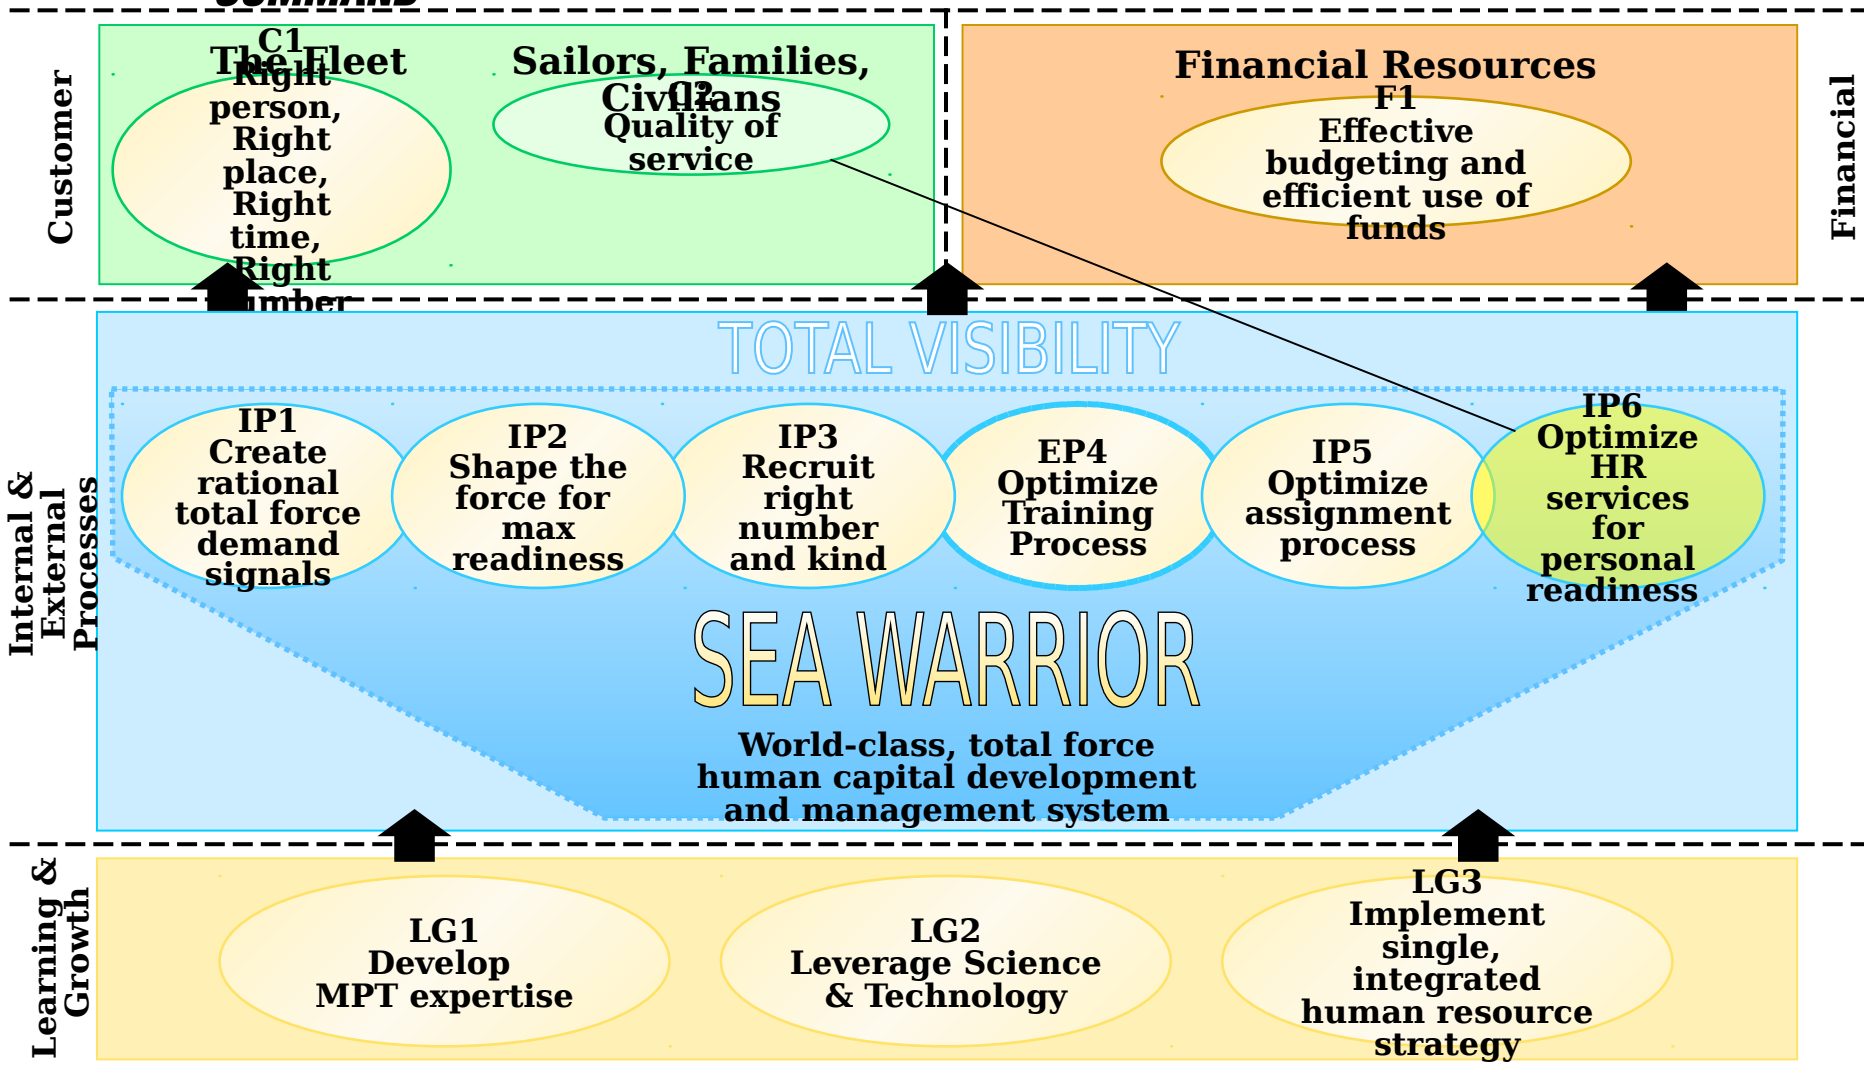 COMMAND
Customer
The Fleet
C1
Right
person,
Right
place,
Right
time,
Right
number
Sailors, Families,
Civilians
C2
Quality of
service
Financial Resources
F1
Effective
budgeting and
efficient use of
funds
Financial
Internal &
External
Processes
TOTAL VISIBILITY
IP1
Create
rational
total force
demand
signals
IP2
Shape the
force for
max
readiness
IP3
Recruit
right
number
and kind
EP4
Optimize
Training
Process
IP5
Optimize
assignment
process
IP6
Optimize
HR
services
for
personal
readiness
SEA WARRIOR
World-class, total force
human capital development
and management system
Learning &
Growth
LG1
Develop
MPT expertise
LG2
Leverage Science
& Technology
LG3
Implement
single,
integrated
human resource
strategy